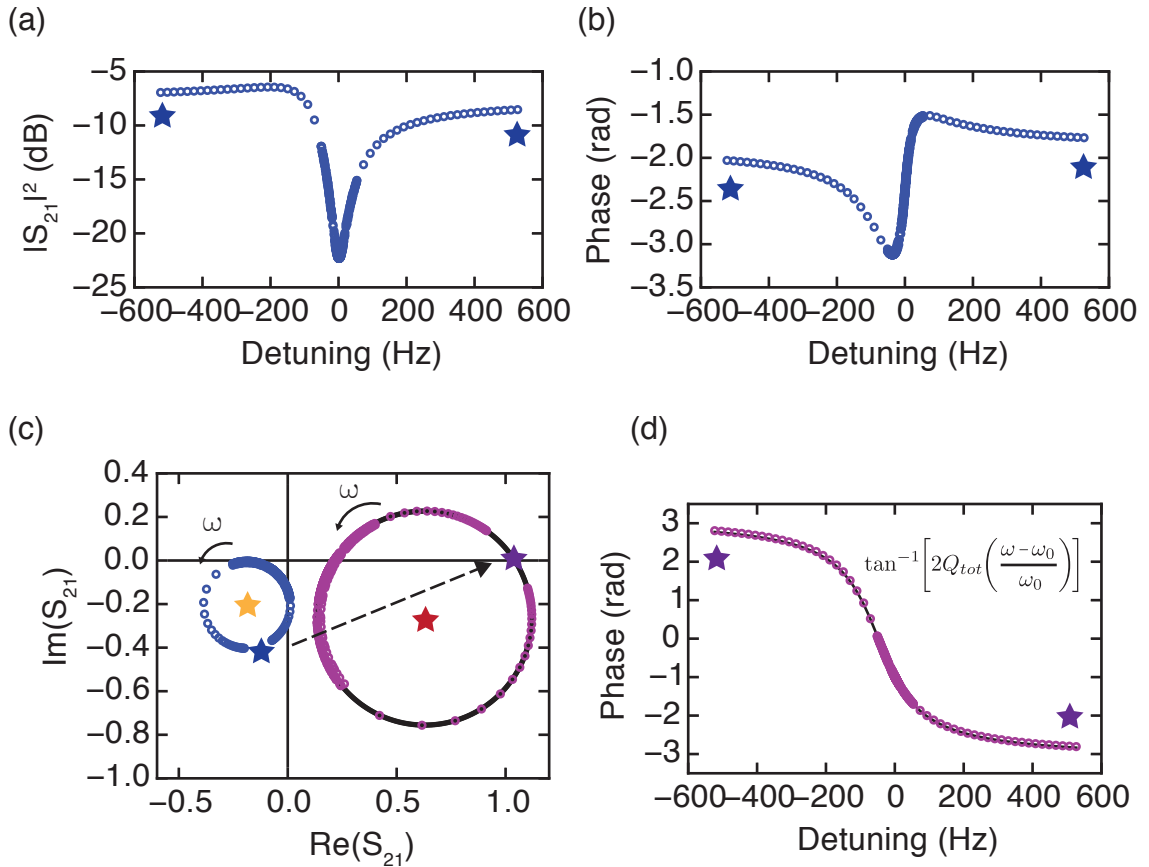 (a)
−5
−10
−15
−20
−25
|S21|² (dB)
−600−400−200 0 200 400 600
Detuning (Hz)
(b)
−1.0
−1.5
−2.0
−2.5
−3.0
−3.5
Phase (rad)
−600−400−200 0 200 400 600
Detuning (Hz)
(c)
0.4
0.2
0.0
−0.2
−0.4
−0.6
−0.8
−1.0
Im(S21)
ω
ω
−0.5 0.0 0.5 1.0
Re(S21)
(d)
3
2
1
0
−1
−2
−3
Phase (rad)
tan⁻¹[2Qtot((ω−ω0)/ω0)]
−600−400−200 0 200 400 600
Detuning (Hz)